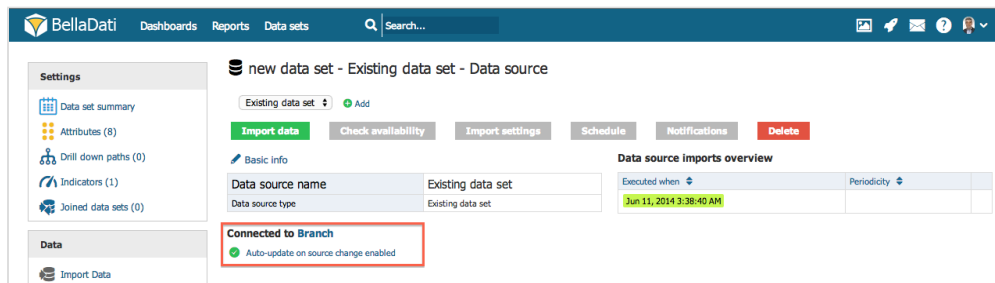 BellaDati Dashboards Reports Data sets Search...
Settings
Data set summary
Attributes (8)
Drill down paths (0)
Indicators (1)
Joined data sets (0)
Data
Import Data
new data set - Existing data set - Data source
Existing data set Add
Import data Check availability Import settings Schedule Notifications Delete
Basic info
Data source name Existing data set
Data source type Existing data set
Connected to Branch
Auto-update on source change enabled
Data source imports overview
Executed when Periodicity
Jun 11, 2014 3:38:40 AM